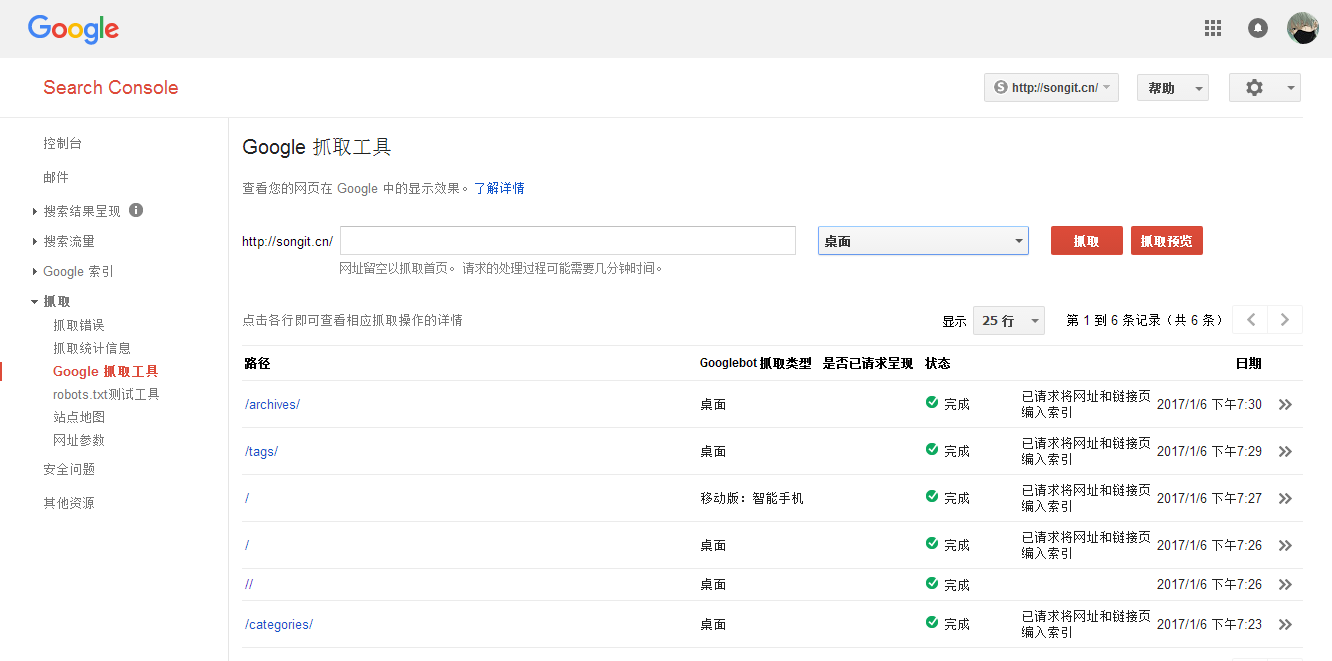 Google
Search Console
http://songit.cn/
帮助
控制台
邮件
搜索结果呈现
搜索流量
Google 索引
抓取
抓取错误
抓取统计信息
Google 抓取工具
robots.txt测试工具
站点地图
网址参数
安全问题
其他资源
Google 抓取工具
查看您的网页在 Google 中的显示效果。了解详情
http://songit.cn/ 桌面 抓取 抓取预览
网址留空以抓取首页。 请求的处理过程可能需要几分钟时间。
点击各行即可查看相应抓取操作的详情 显示 25 行 第 1 到 6 条记录（共 6 条）
路径 Googlebot 抓取类型 是否已请求呈现 状态 日期
/archives/ 桌面 完成 已请求将网址和链接页 2017/1/6 下午7:30
编入索引
/tags/ 桌面 完成 已请求将网址和链接页 2017/1/6 下午7:29
编入索引
/ 移动版：智能手机 完成 已请求将网址和链接页 2017/1/6 下午7:27
编入索引
/ 桌面 完成 已请求将网址和链接页 2017/1/6 下午7:26
编入索引
// 桌面 完成 2017/1/6 下午7:26
/categories/ 桌面 完成 已请求将网址和链接页 2017/1/6 下午7:23
编入索引